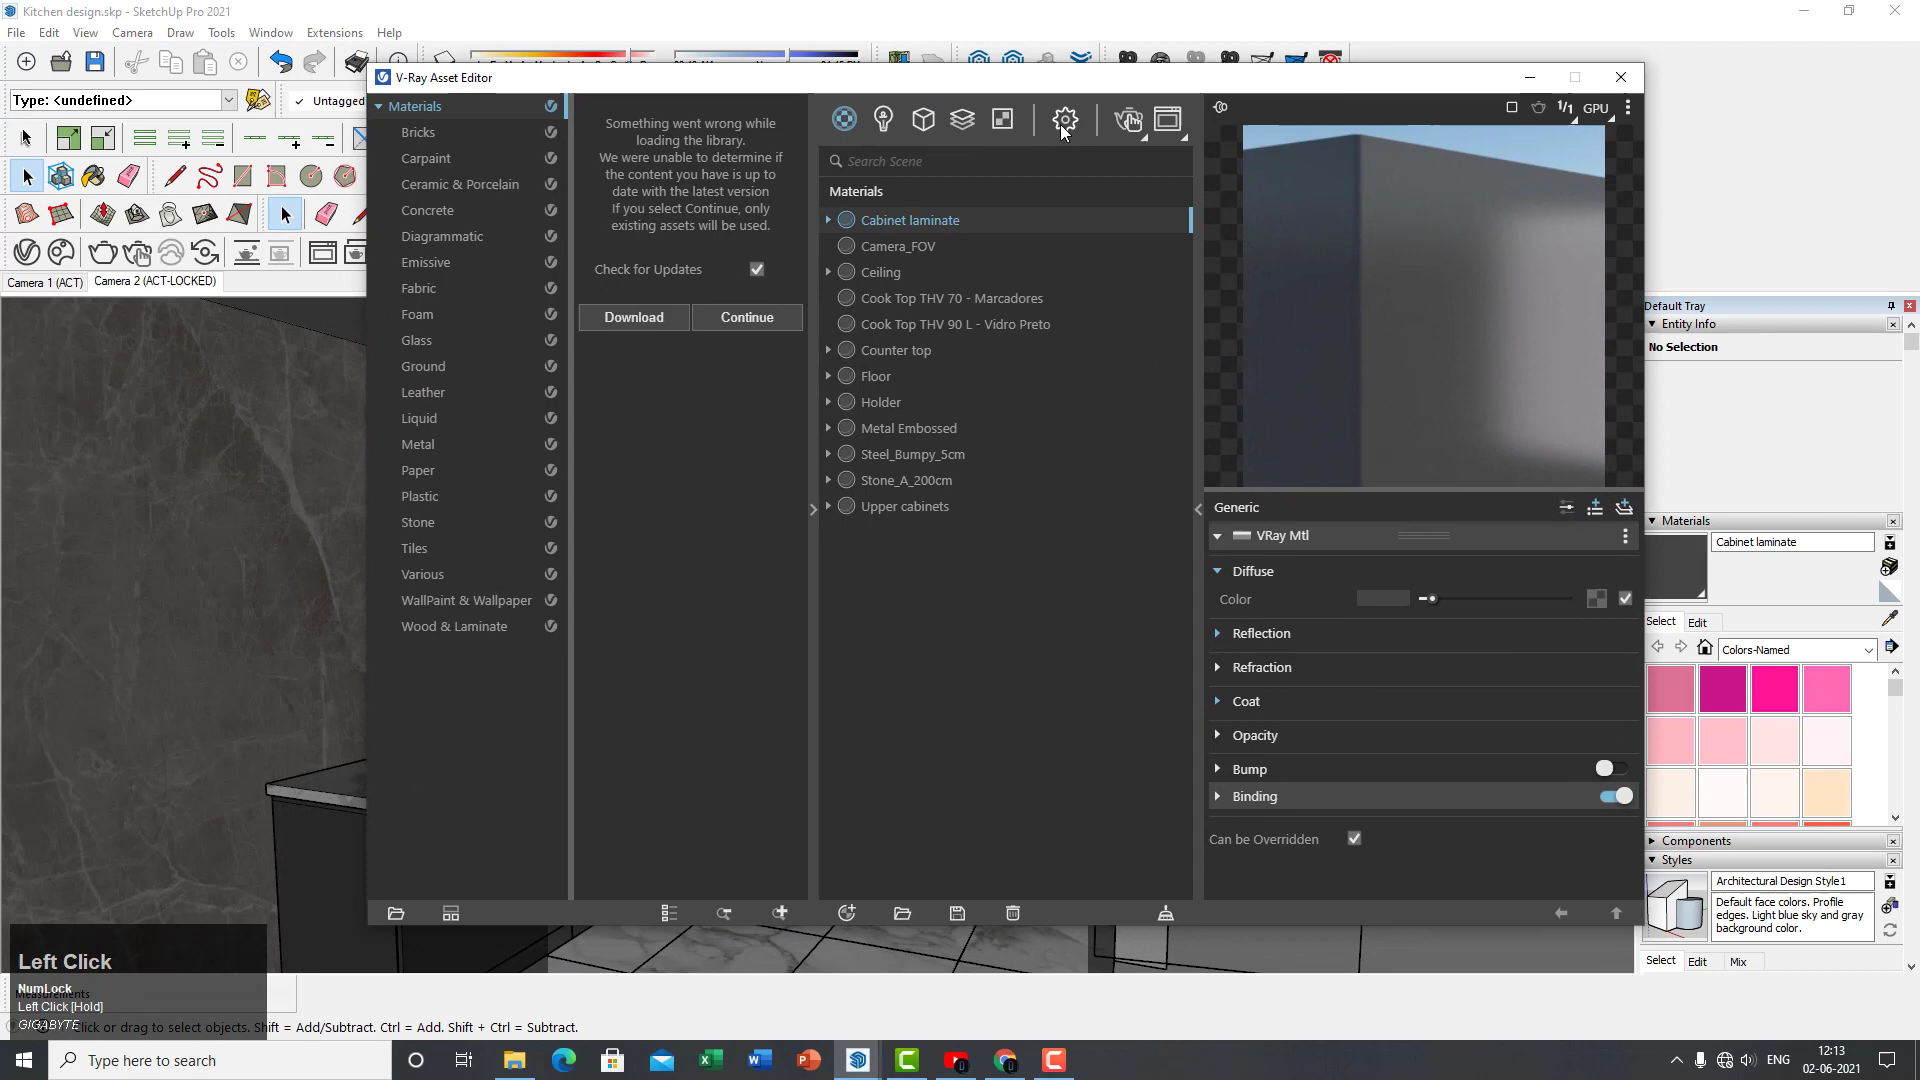 Kitchen design.skp - SketchUp Pro 2021
File Edit View Camera Draw Tools Window Extensions Help
Type: <undefined>
Untagged
Camera 1 (ACT) Camera 2 (ACT-LOCKED)
V-Ray Asset Editor
Materials
Bricks
Carpaint
Ceramic & Porcelain
Concrete
Diagrammatic
Emissive
Fabric
Foam
Glass
Ground
Leather
Liquid
Metal
Paper
Plastic
Stone
Tiles
Various
WallPaint & Wallpaper
Wood & Laminate
Something went wrong while
loading the library.
We were unable to determine if
the content you have is up to
date with the latest version
If you select Continue, only
existing assets will be used.
Check for Updates
Download Continue
Search Scene
Materials
Cabinet laminate
Camera_FOV
Ceiling
Cook Top THV 70 - Marcadores
Cook Top THV 90 L - Vidro Preto
Counter top
Floor
Holder
Metal Embossed
Steel_Bumpy_5cm
Stone_A_200cm
Upper cabinets
1/1 GPU
Generic
VRay Mtl
Diffuse
Color
Reflection
Refraction
Coat
Opacity
Bump
Binding
Can be Overridden
Default Tray
Entity Info
No Selection
Materials
Cabinet laminate
Select Edit
Colors-Named
Components
Styles
Architectural Design Style1
Default face colors. Profile
edges. Light blue sky and gray
background color.
Select Edit Mix
Left Click
NumLock
Measurements
Left Click [Hold]
GIGABYTE
Click or drag to select objects. Shift = Add/Subtract. Ctrl = Add. Shift + Ctrl = Subtract.
Type here to search
ENG
12:13
02-06-2021